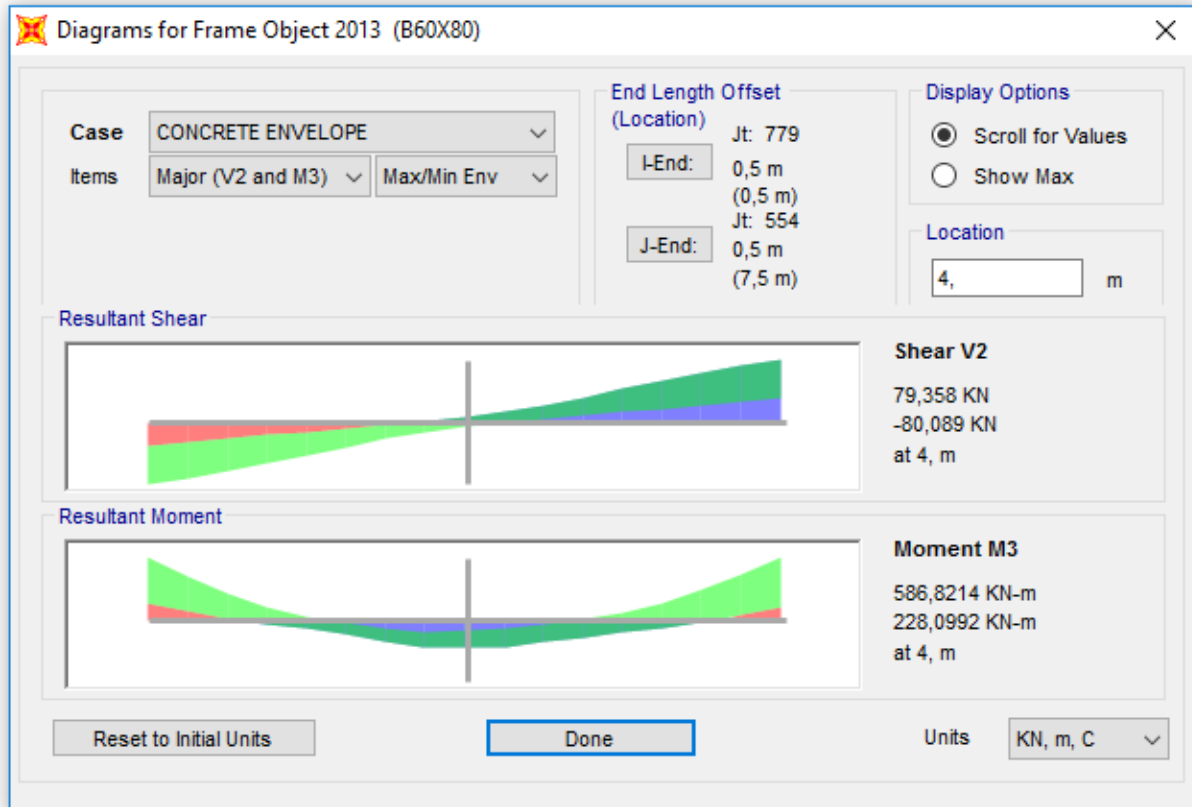 Diagrams for Frame Object 2013 (B60X80)
Case CONCRETE ENVELOPE
Items Major (V2 and M3) Max/Min Env
End Length Offset
(Location)
Jt: 779
I-End: 0,5 m
(0,5 m)
Jt: 554
J-End: 0,5 m
(7,5 m)
Display Options
Scroll for Values
Show Max
Location
4, m
Resultant Shear
Shear V2
79,358 KN
-80,089 KN
at 4, m
Resultant Moment
Moment M3
586,8214 KN-m
228,0992 KN-m
at 4, m
Reset to Initial Units
Done
Units KN, m, C